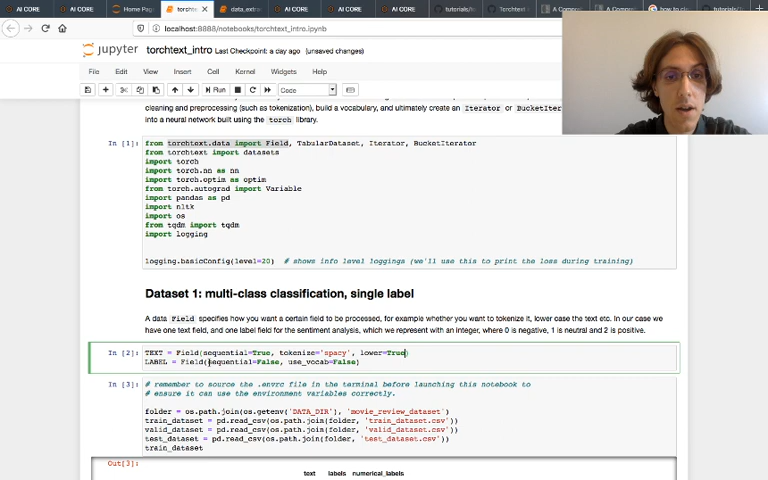 AI CORE
AI CORE
Home Page
torcht
data_extra
AI CORE
AI CORE
tutorials/t
Torchtext
A Compre
A Compre
how to cl
tutorials/t
localhost:8888/notebooks/torchtext_intro.ipynb
jupyter torchtext_intro Last Checkpoint: a day ago (unsaved changes)
File Edit View Insert Cell Kernel Widgets Help
Run Code
cleaning and preprocessing (such as tokenization), build a vocabulary, and ultimately create an Iterator or BucketIte
into a neural network built using the torch library.
In [1]: from torchtext.data import Field, TabularDataset, Iterator, BucketIterator
from torchtext import datasets
import torch
import torch.nn as nn
import torch.optim as optim
from torch.autograd import Variable
import pandas as pd
import nltk
import os
from tqdm import tqdm
import logging
logging.basicConfig(level=20) # shows info level loggings (we'll use this to print the loss during training)
Dataset 1: multi-class classification, single label
A data Field specifies how you want a certain field to be processed, for example whether you want to tokenize it, lower case the text etc. In our case we
have one text field, and one label field for the sentiment analysis, which we represent with an integer, where 0 is negative, 1 is neutral and 2 is positive.
In [2]: TEXT = Field(sequential=True, tokenize='spacy', lower=True)
LABEL = Field(sequential=False, use_vocab=False)
In [3]: # remember to source the .envrc file in the terminal before launching this notebook to
# ensure it can use the environment variables correctly.
folder = os.path.join(os.getenv('DATA_DIR'), 'movie_review_dataset')
train_dataset = pd.read_csv(os.path.join(folder, 'train_dataset.csv'))
valid_dataset = pd.read_csv(os.path.join(folder, 'valid_dataset.csv'))
test_dataset = pd.read_csv(os.path.join(folder, 'test_dataset.csv'))
train_dataset
Out[3]:
text labels numerical_labels